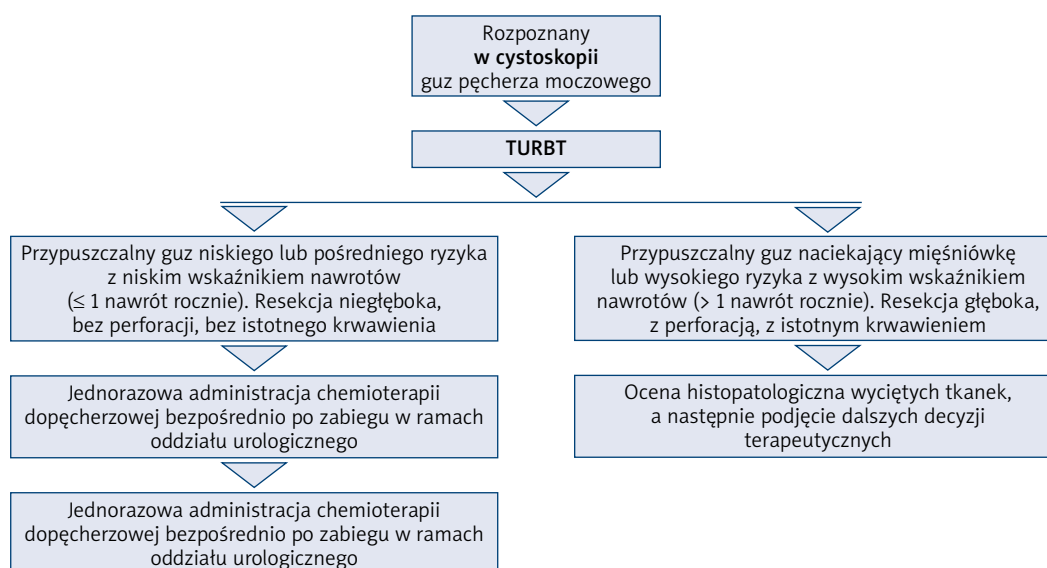 Rozpoznany
w cystoskopii
guz pęcherza moczowego
TURBT
Przypuszczalny guz niskiego lub pośredniego ryzyka
z niskim wskaźnikiem nawrotów
(≤ 1 nawrót rocznie). Resekcja niegłęboka,
bez perforacji, bez istotnego krwawienia
Jednorazowa administracja chemioterapii
dopęcherzowej bezpośrednio po zabiegu w ramach
oddziału urologicznego
Jednorazowa administracja chemioterapii
dopęcherzowej bezpośrednio po zabiegu w ramach
oddziału urologicznego
Przypuszczalny guz naciekający mięśniówkę
lub wysokiego ryzyka z wysokim wskaźnikiem
nawrotów (> 1 nawrót rocznie). Resekcja głęboka,
z perforacją, z istotnym krwawieniem
Ocena histopatologiczna wyciętych tkanek,
a następnie podjęcie dalszych decyzji
terapeutycznych